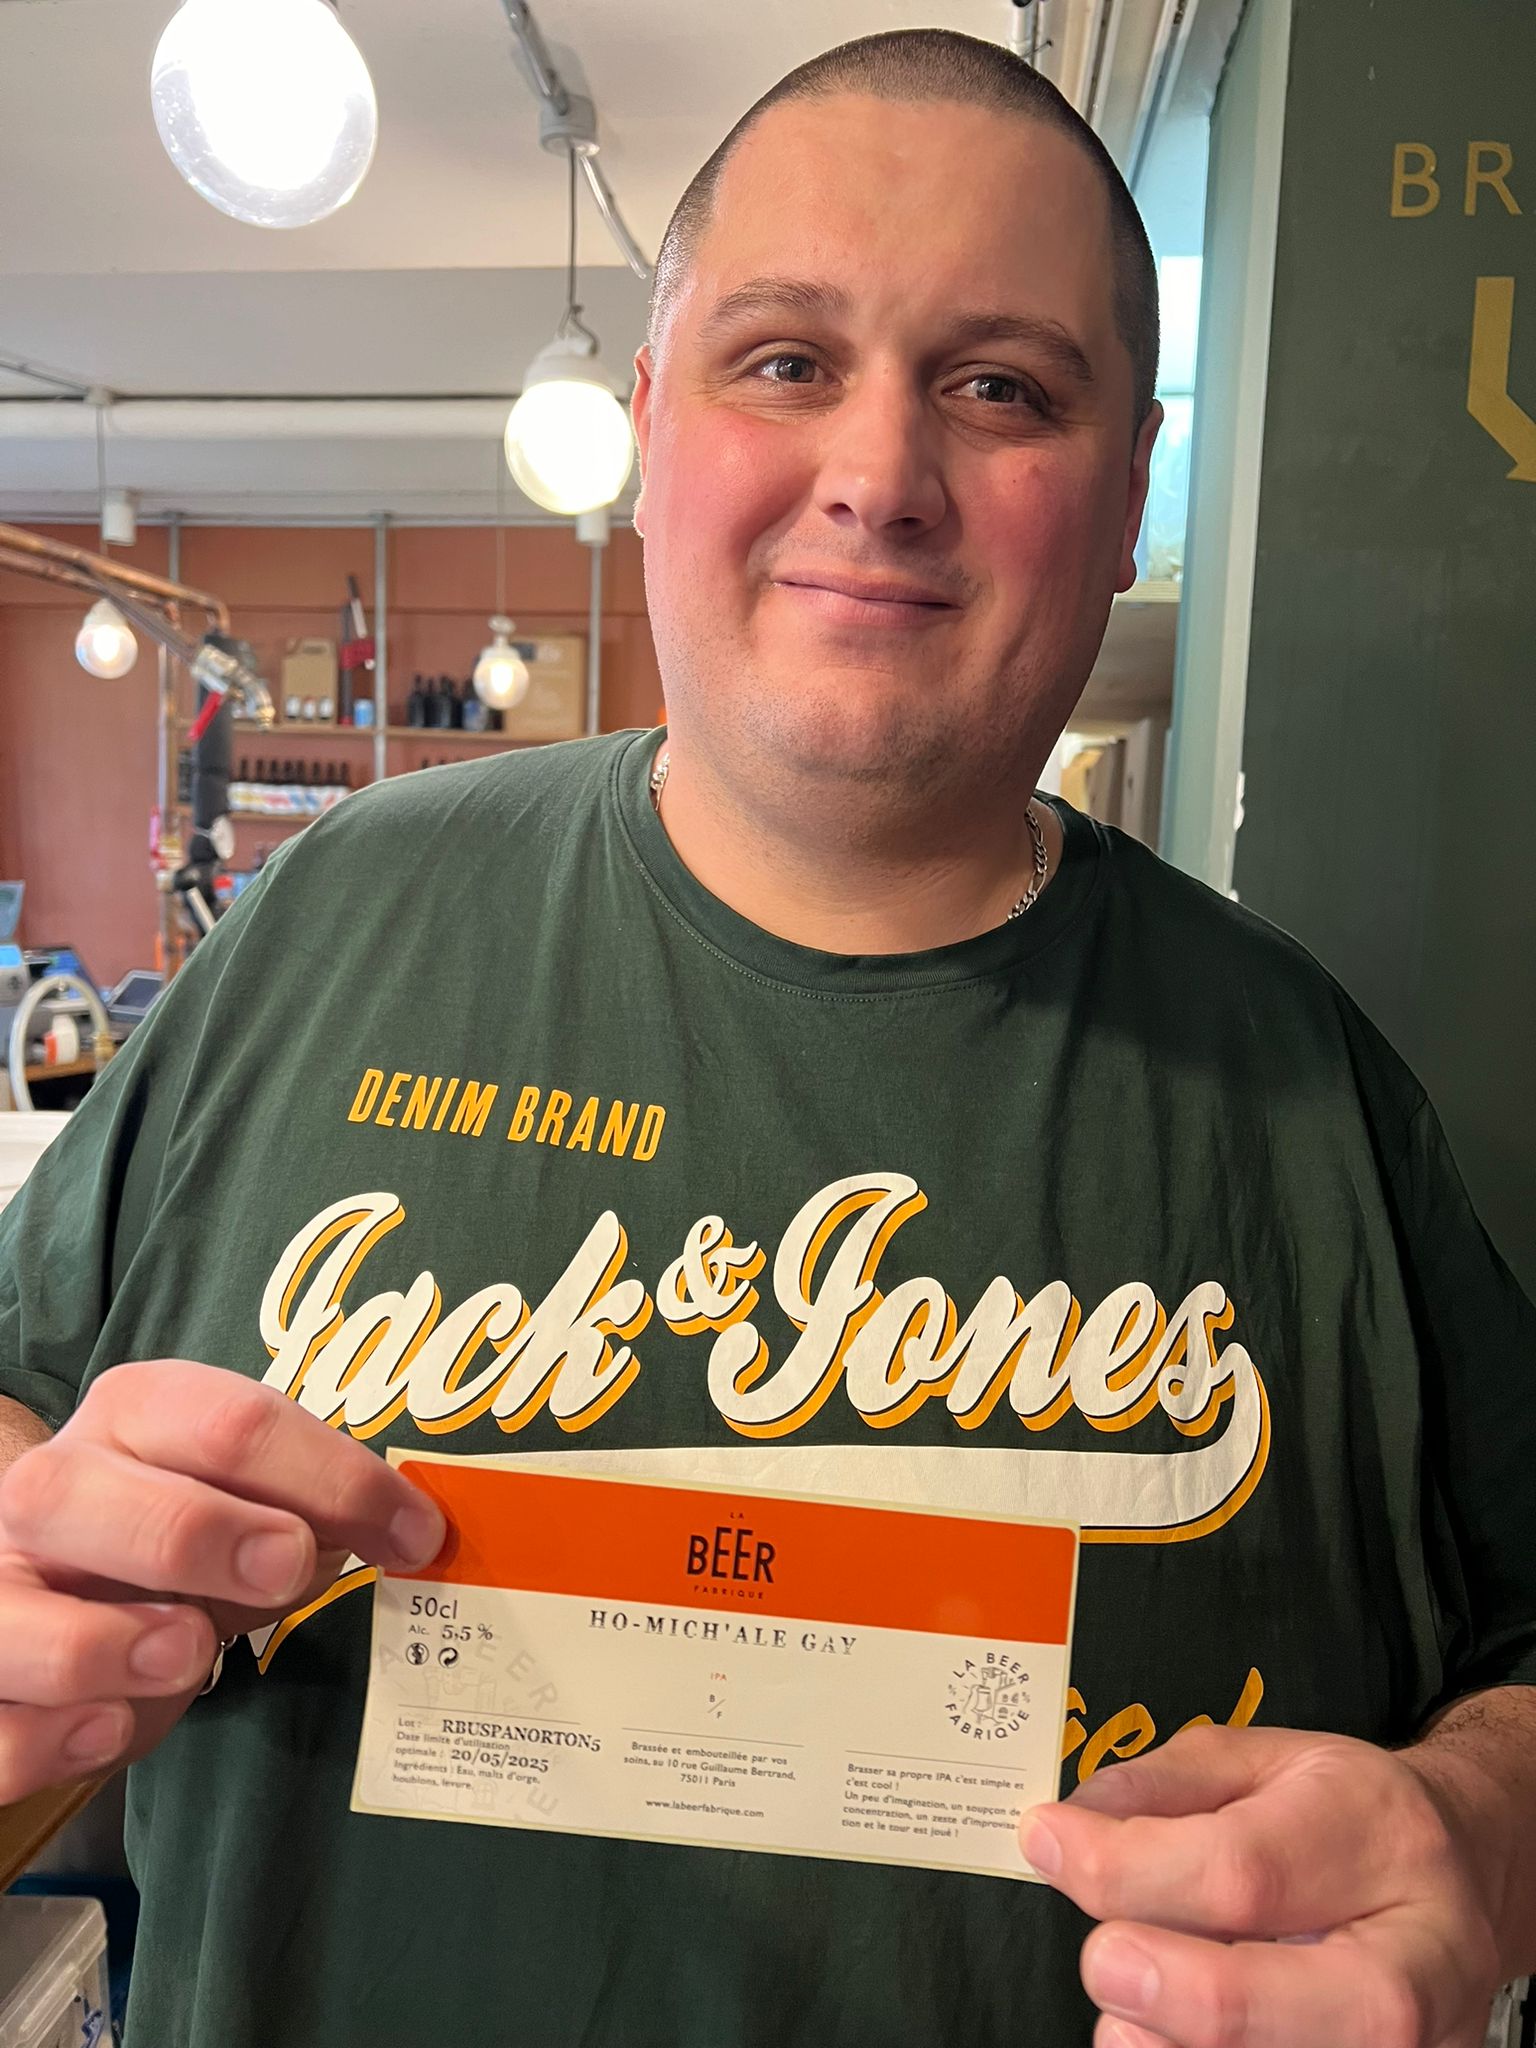 BR
DENIM BRAND
Jack & Jones
LA
BEER
FABRIQUE
50cl
Alc. 5,5 %
HO-MICH'ALE GAY
IPA
B/F
LA BEER
FABRIQUE
Lot : RBUSPANORTON5
Date limite d'utilisation
optimale : 20/05/2025
Ingrédients : Eau, malts d'orge,
houblons, levure.
Brassée et embouteillée par vos
soins, au 10 rue Guillaume Bertrand,
75011 Paris
www.labeerfabrique.com
Brasser sa propre IPA c'est simple et
c'est cool !
Un peu d'imagination, un soupçon de
concentration, un zeste d'improvisa-
tion et le tour est joué !